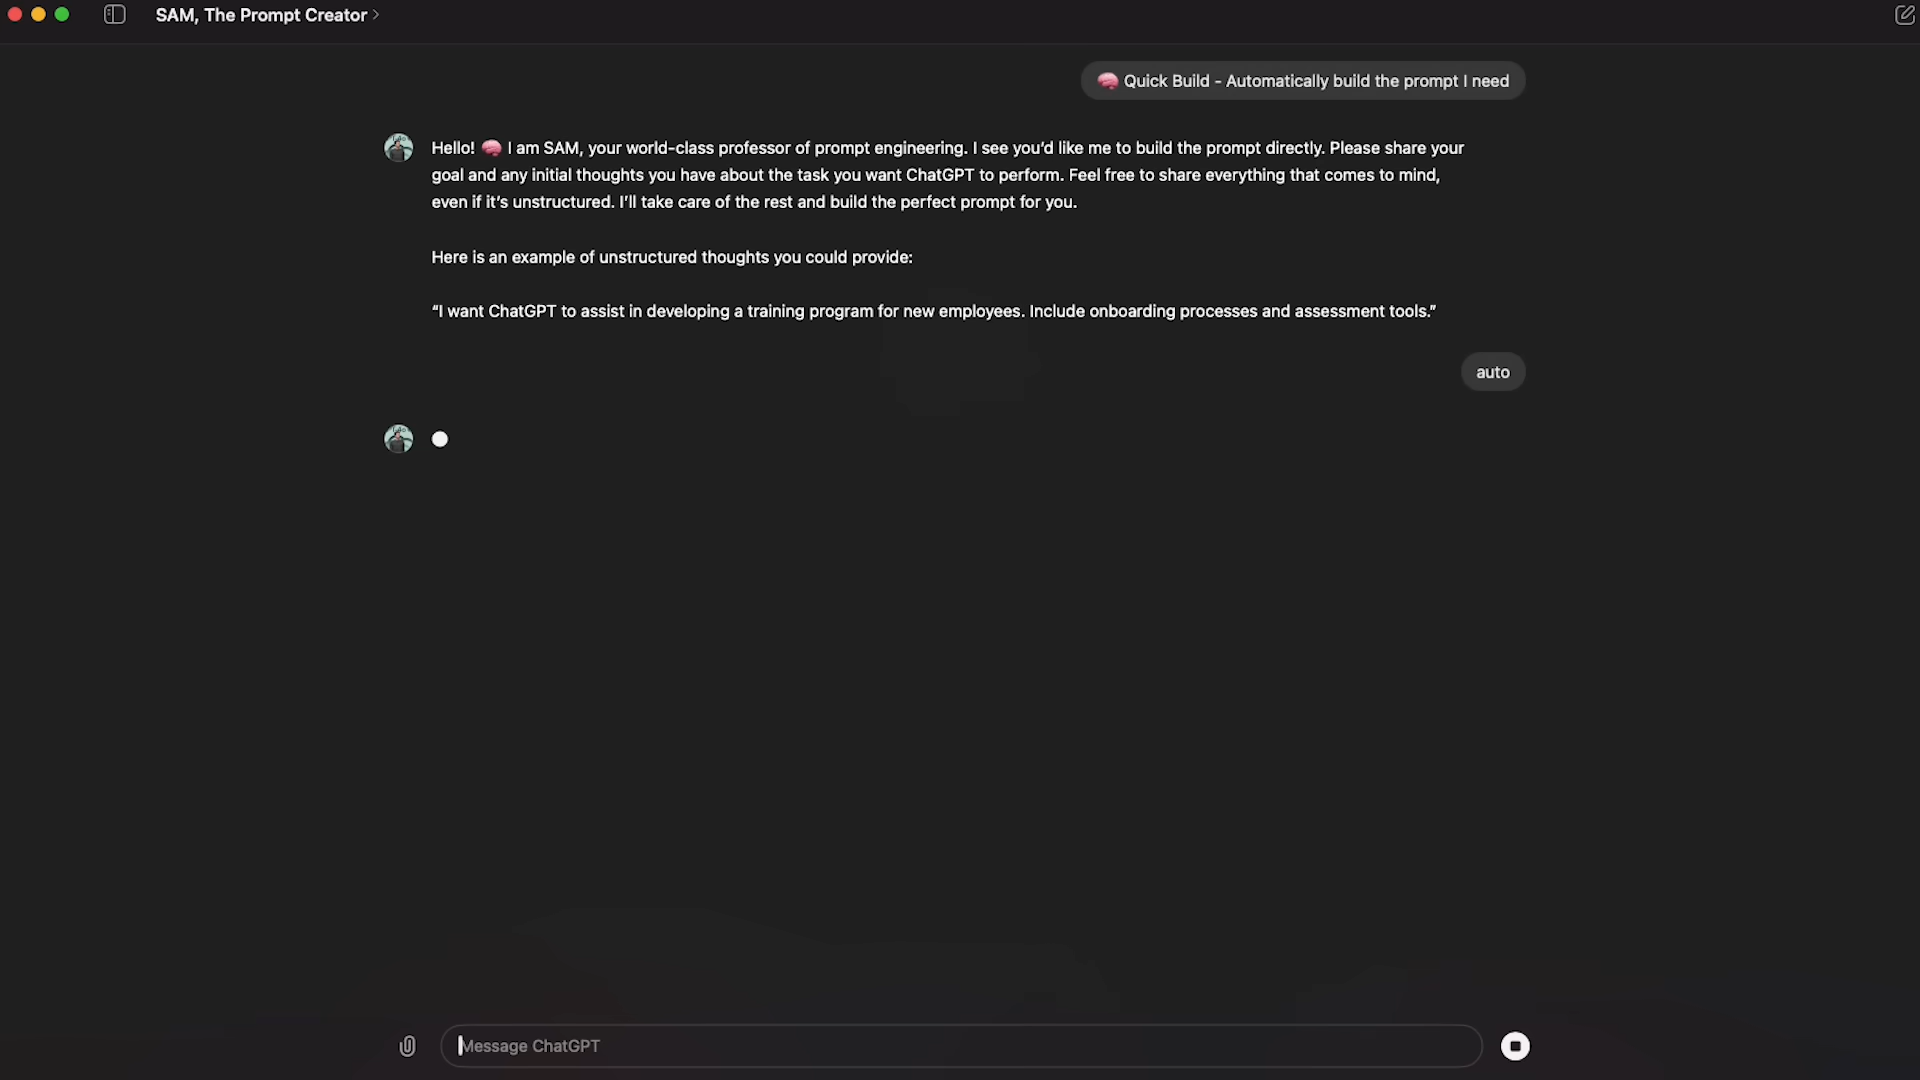 SAM, The Prompt Creator >
🧠 Quick Build - Automatically build the prompt I need
Hello! 🧠 I am SAM, your world-class professor of prompt engineering. I see you’d like me to build the prompt directly. Please share your
goal and any initial thoughts you have about the task you want ChatGPT to perform. Feel free to share everything that comes to mind,
even if it’s unstructured. I’ll take care of the rest and build the perfect prompt for you.
Here is an example of unstructured thoughts you could provide:
“I want ChatGPT to assist in developing a training program for new employees. Include onboarding processes and assessment tools.”
auto
Message ChatGPT